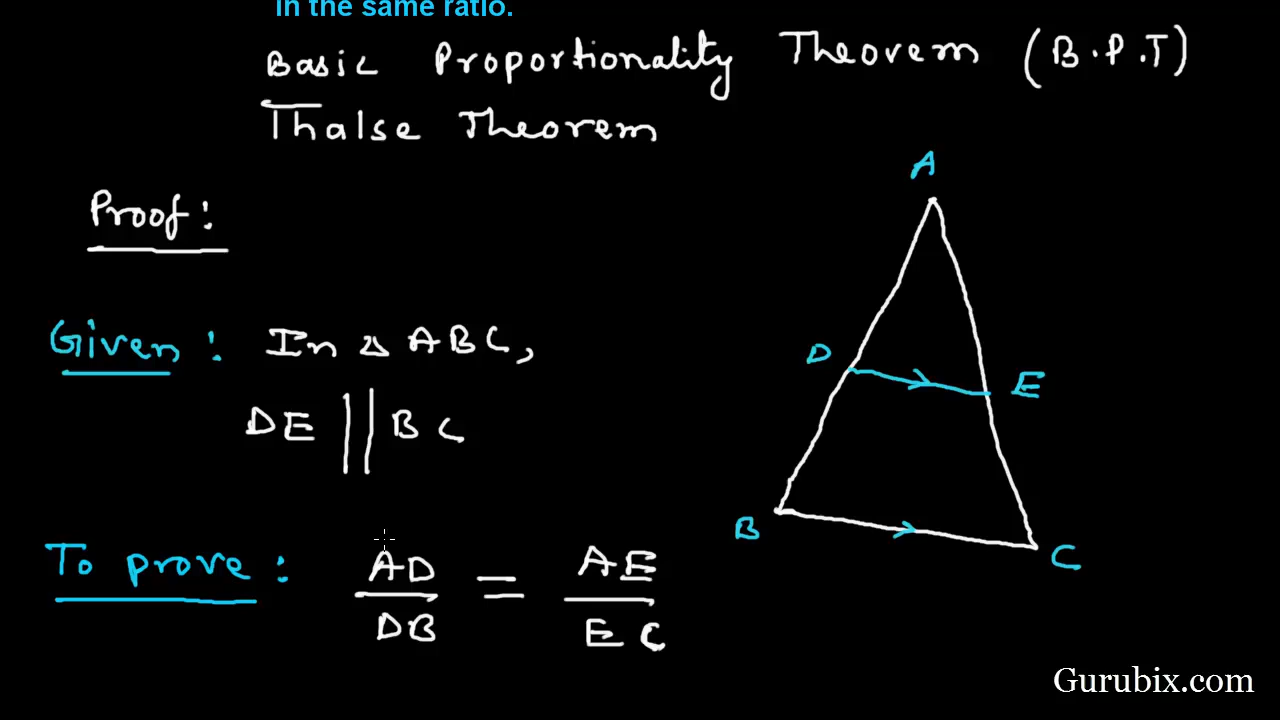 in the same ratio.
Basic Proportionality Theorem (B.P.T)
Thalse Theorem
Proof:
Given: In △ ABC,
DE || BC
To prove: AD/DB = AE/EC
A
D
E
B
C
Gurubix.com